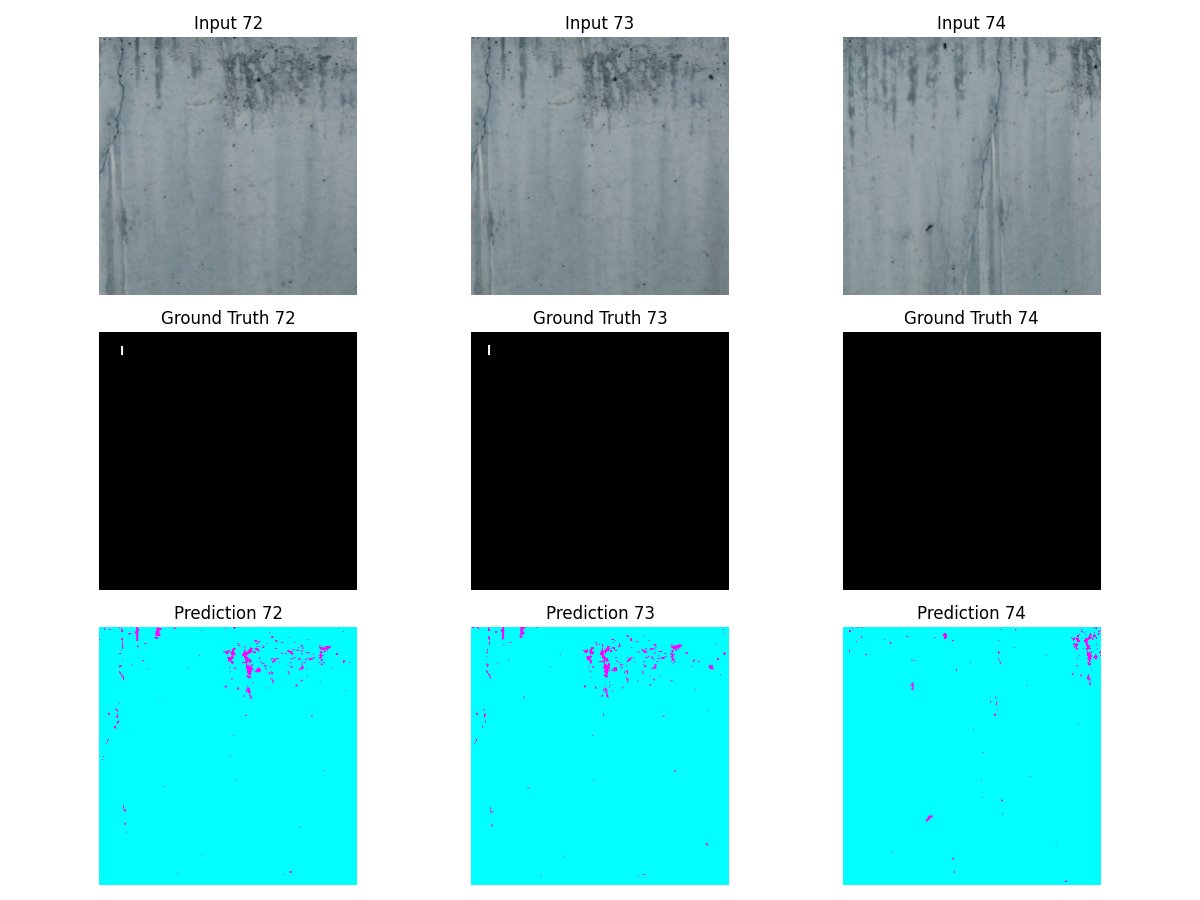 Input 72
Input 73
Input 74
Ground Truth 72
Ground Truth 73
Ground Truth 74
Prediction 72
Prediction 73
Prediction 74